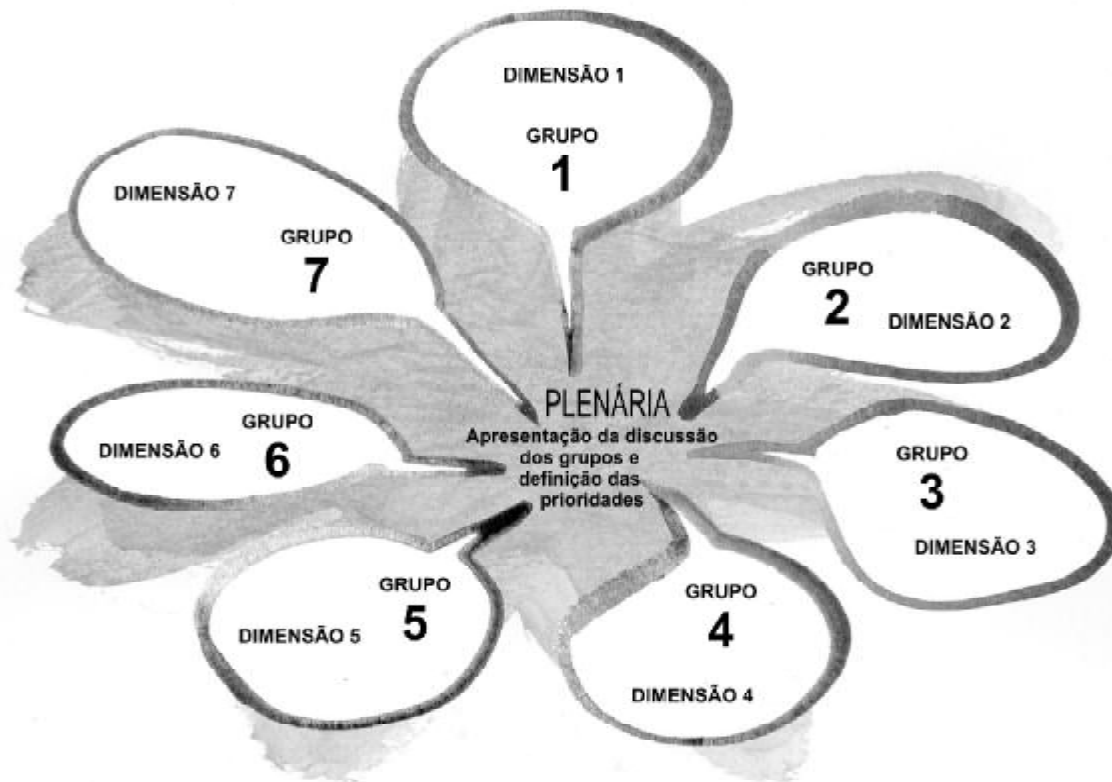 DIMENSÃO 1
GRUPO
1
GRUPO
2
DIMENSÃO 2
GRUPO
3
DIMENSÃO 3
GRUPO
4
DIMENSÃO 4
GRUPO
5
DIMENSÃO 5
GRUPO
6
DIMENSÃO 6
DIMENSÃO 7
GRUPO
7
PLENÁRIA
Apresentação da discussão
dos grupos e
definição das
prioridades